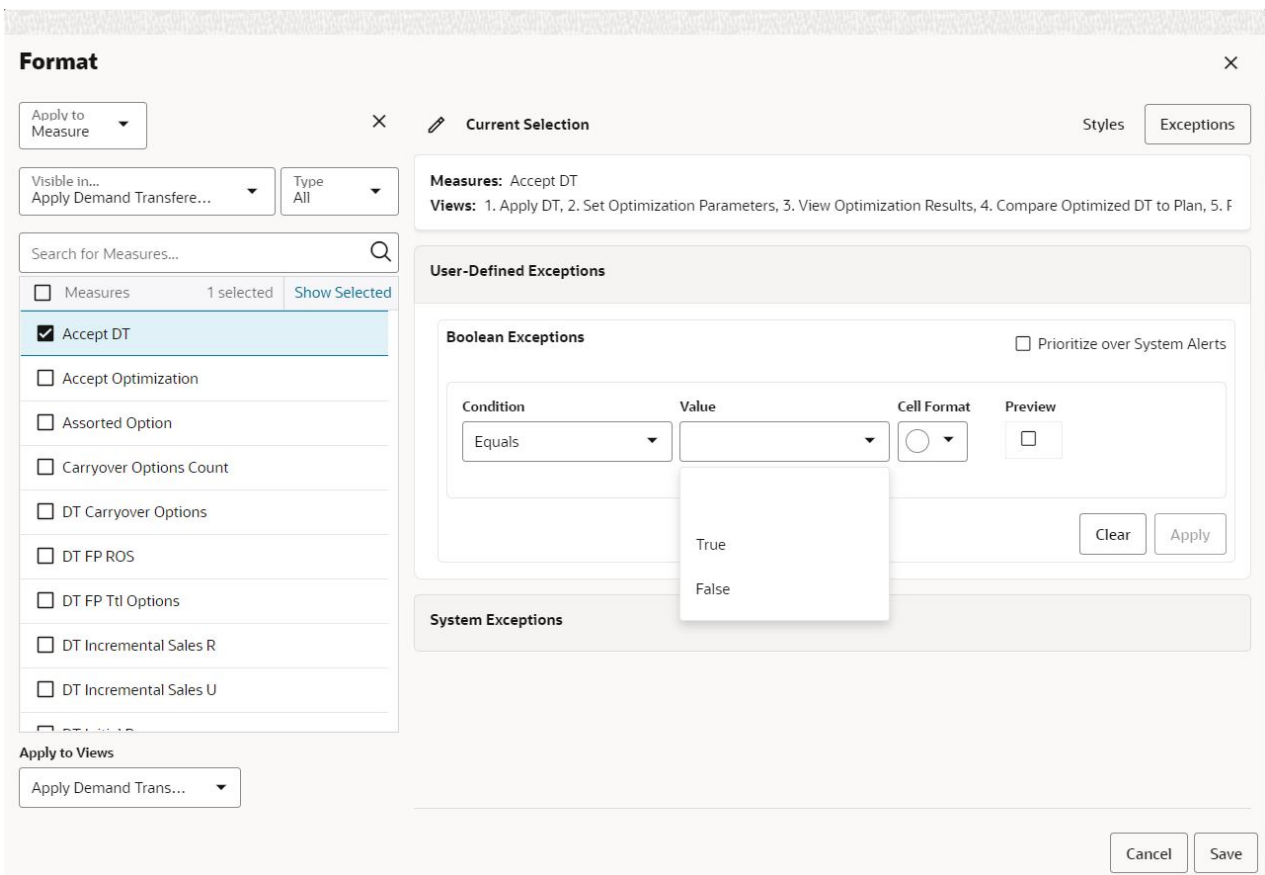 Format
Apply to
Measure
Visible in...
Apply Demand Transfere...
Type
All
Search for Measures...
Measures 1 selected Show Selected
Accept DT
Accept Optimization
Assorted Option
Carryover Options Count
DT Carryover Options
DT FP ROS
DT FP Ttl Options
DT Incremental Sales R
DT Incremental Sales U
Apply to Views
Apply Demand Trans...
Current Selection
Styles Exceptions
Measures: Accept DT
Views: 1. Apply DT, 2. Set Optimization Parameters, 3. View Optimization Results, 4. Compare Optimized DT to Plan, 5.
User-Defined Exceptions
Boolean Exceptions
Prioritize over System Alerts
Condition Value Cell Format Preview
Equals
True
False
Clear Apply
System Exceptions
Cancel Save